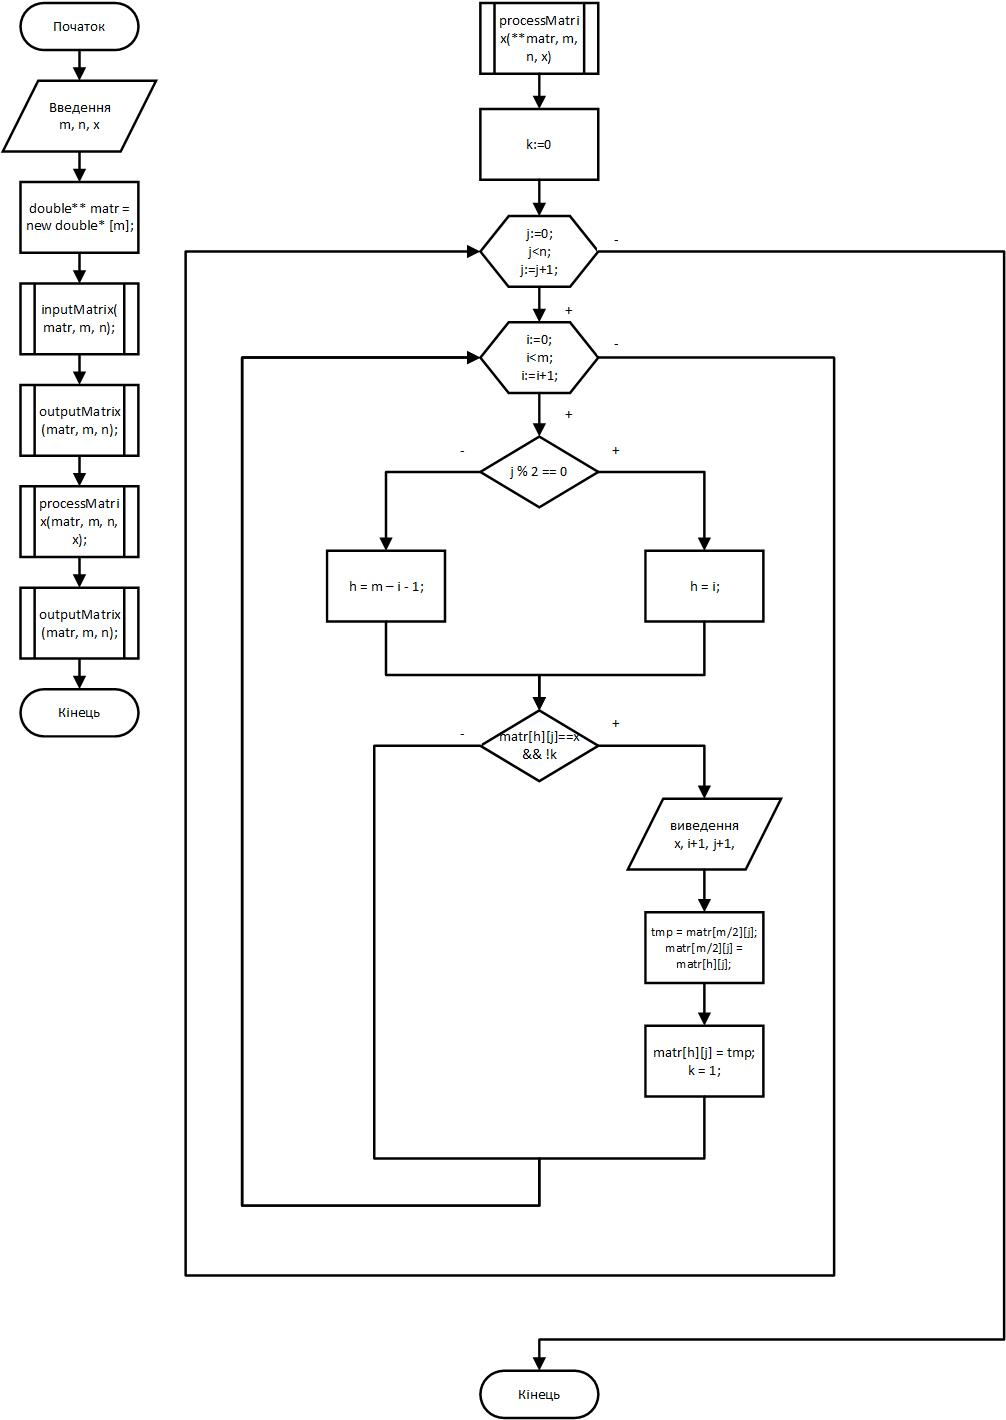 Початок
Введення
m, n, x
double** matr =
new double* [m];
inputMatrix(
matr, m, n);
outputMatrix
(matr, m, n);
processMatri
x(matr, m, n,
x);
outputMatrix
(matr, m, n);
Кінець
processMatri
x(**matr, m,
n, x)
k:=0
j:=0;
j<n;
j:=j+1;
-
+
i:=0;
i<m;
i:=i+1;
-
+
j % 2 == 0
-
+
h = m – i - 1;
h = i;
matr[h][j]==x
&& !k
-
+
виведення
x, i+1, j+1,
tmp = matr[m/2][j];
matr[m/2][j] =
matr[h][j];
matr[h][j] = tmp;
k = 1;
Кінець